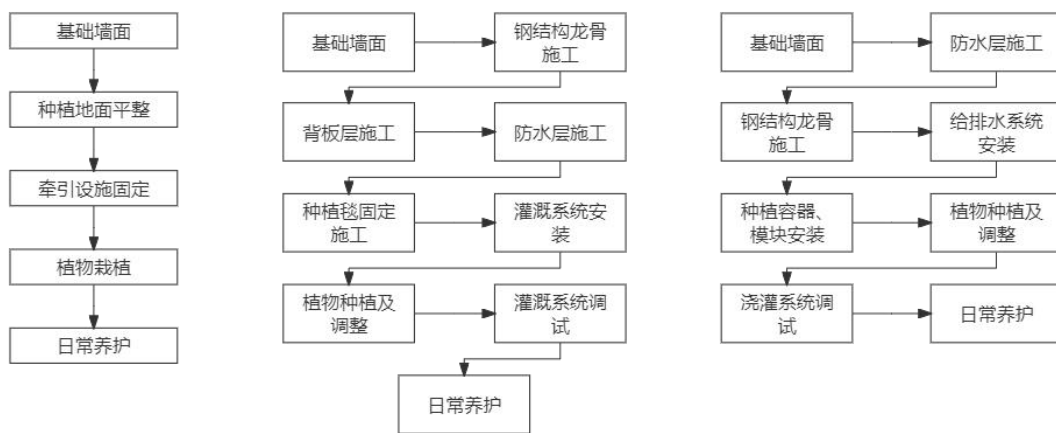 基础墙面
种植地面平整
牵引设施固定
植物栽植
日常养护
基础墙面
钢结构龙骨
施工
背板层施工
防水层施工
种植毯固定
施工
灌溉系统安
装
植物种植及
调整
灌溉系统调
试
日常养护
基础墙面
防水层施工
钢结构龙骨
施工
给排水系统
安装
种植容器、
模块安装
植物种植及
调整
浇灌系统调
试
日常养护